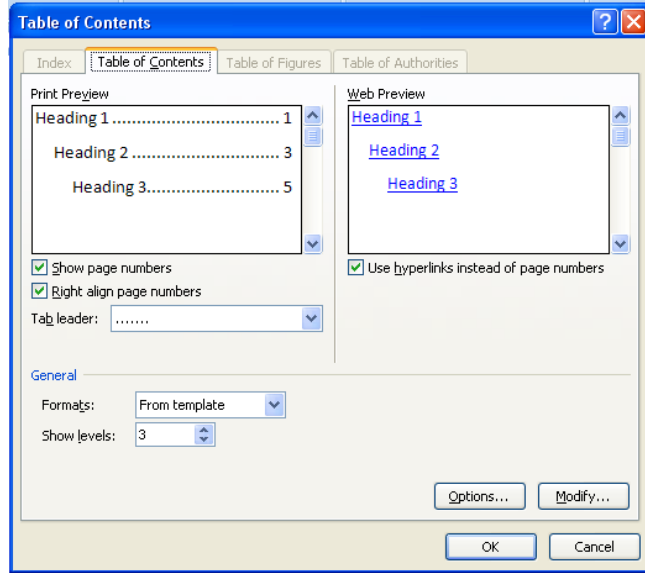 Table of Contents
Index Table of Contents Table of Figures Table of Authorities
Print Preview
Heading 1 ................................. 1
Heading 2 ............................. 3
Heading 3.......................... 5
Show page numbers
Right align page numbers
Tab leader: .......
Web Preview
Heading 1
Heading 2
Heading 3
Use hyperlinks instead of page numbers
General
Formats: From template
Show levels: 3
Options... Modify...
OK Cancel